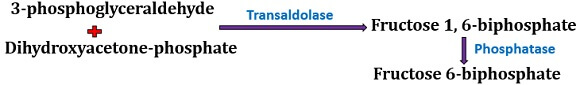 3-phosphoglyceraldehyde
+
Dihydroxyacetone-phosphate
Transaldolase
Fructose 1, 6-biphosphate
Phosphatase
Fructose 6-biphosphate